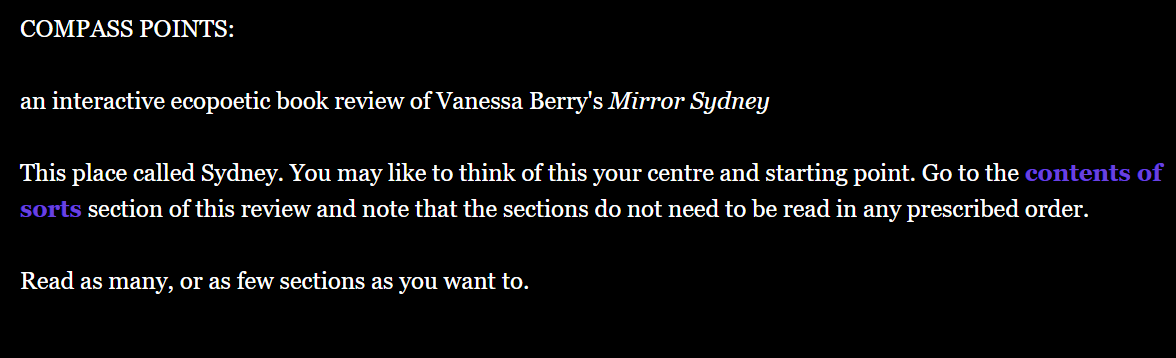 COMPASS POINTS:
an interactive ecopoetic book review of Vanessa Berry's Mirror Sydney
This place called Sydney. You may like to think of this your centre and starting point. Go to the contents of
sorts section of this review and note that the sections do not need to be read in any prescribed order.
Read as many, or as few sections as you want to.